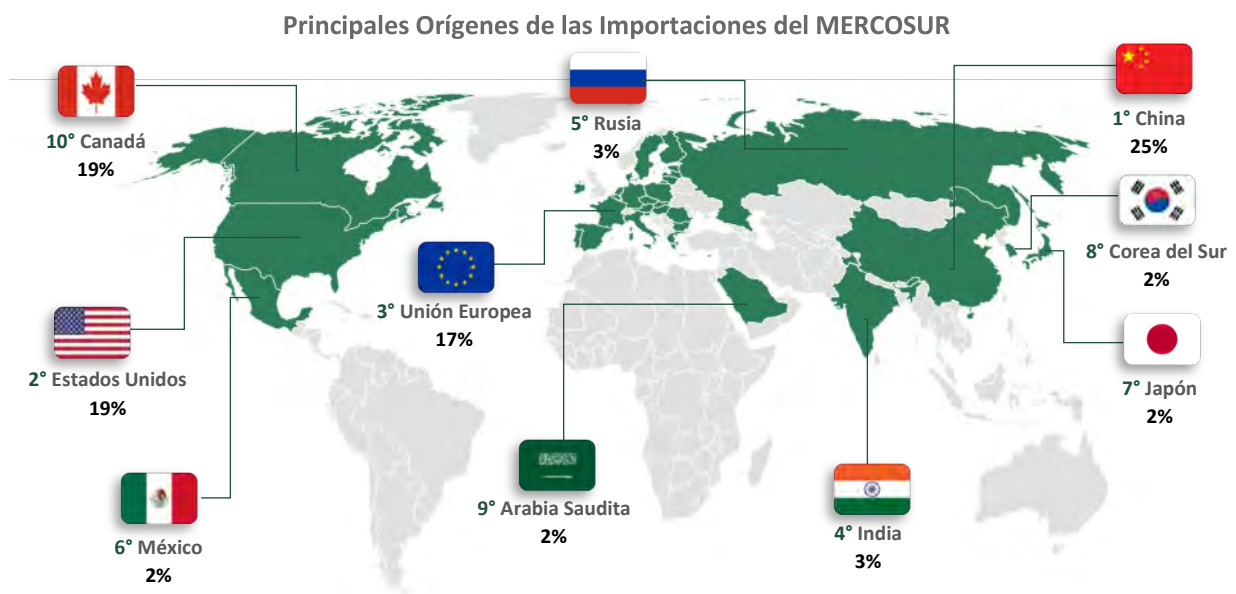 Principales Orígenes de las Importaciones del MERCOSUR
10° Canadá
19%
5° Rusia
3%
1° China
25%
8° Corea del Sur
2%
3° Unión Europea
17%
2° Estados Unidos
19%
7° Japón
2%
9° Arabia Saudita
2%
4° India
3%
6° México
2%